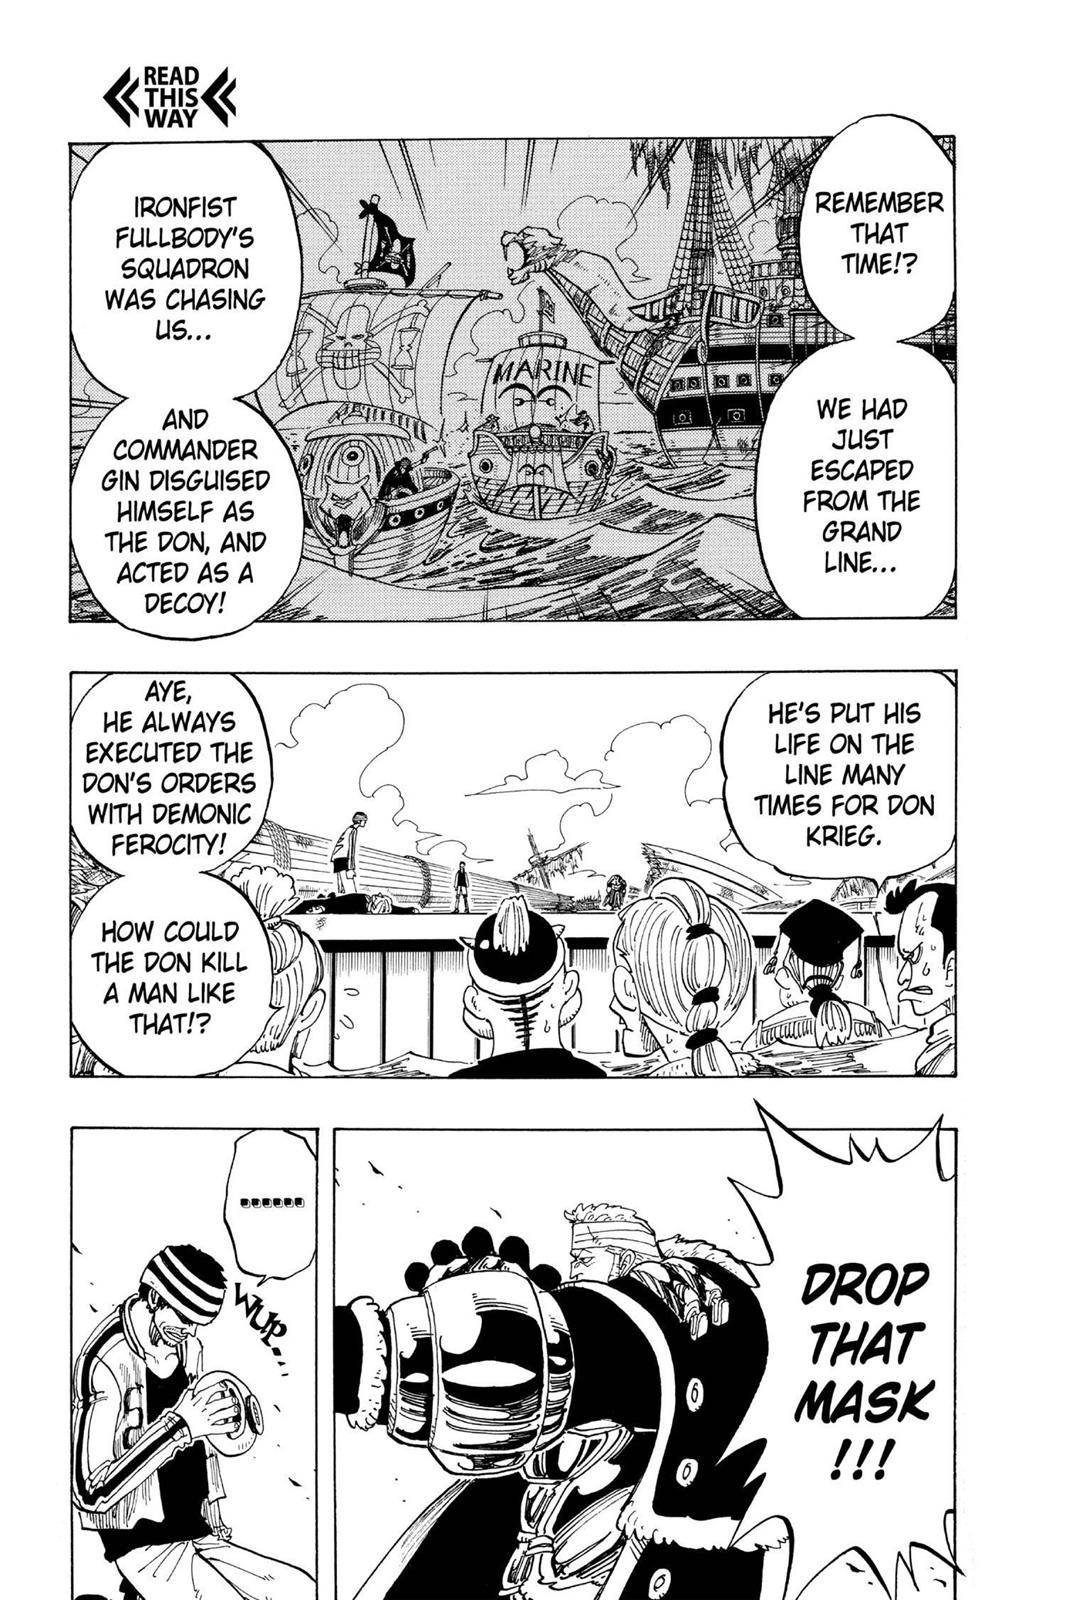 READ
THIS
WAY
REMEMBER
THAT
TIME!?
WE HAD
JUST
ESCAPED
FROM THE
GRAND
LINE...
MARINE
IRONFIST
FULLBODY'S
SQUADRON
WAS CHASING
US...
AND
COMMANDER
GIN DISGUISED
HIMSELF AS
THE DON, AND
ACTED AS A
DECOY!
HE'S PUT HIS
LIFE ON THE
LINE MANY
TIMES FOR DON
KRIEG.
AYE,
HE ALWAYS
EXECUTED THE
DON'S ORDERS
WITH DEMONIC
FEROCITY!
HOW COULD
THE DON KILL
A MAN LIKE
THAT!?
DROP
THAT
MASK
!!!
.......
WUP...